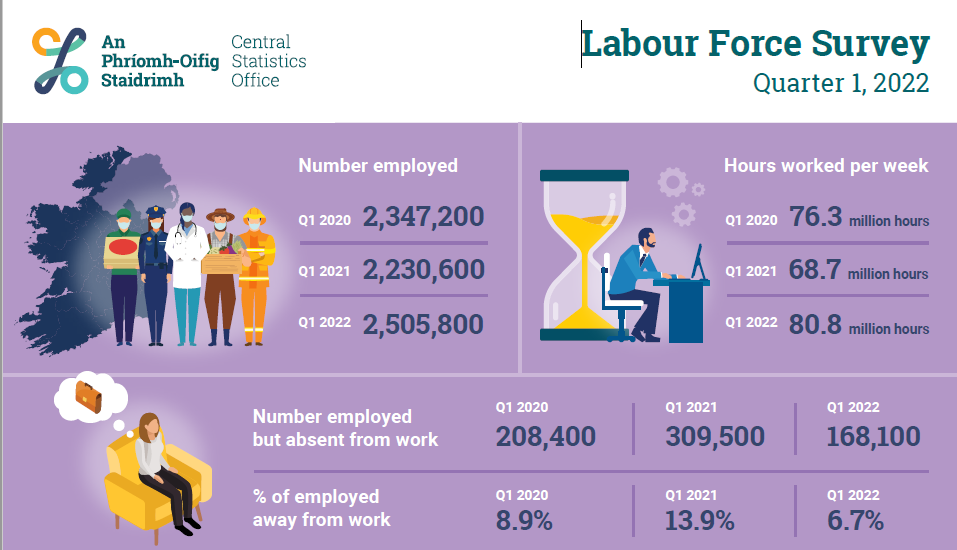 An
Phríomh-Oifig
Staidrimh
Central
Statistics
Office
Labour Force Survey
Quarter 1, 2022
Number employed
Q1 2020 2,347,200
Q1 2021 2,230,600
Q1 2022 2,505,800
Hours worked per week
Q1 2020 76.3 million hours
Q1 2021 68.7 million hours
Q1 2022 80.8 million hours
Number employed
but absent from work
Q1 2020 Q1 2021 Q1 2022
208,400 309,500 168,100
% of employed
away from work
Q1 2020 Q1 2021 Q1 2022
8.9% 13.9% 6.7%